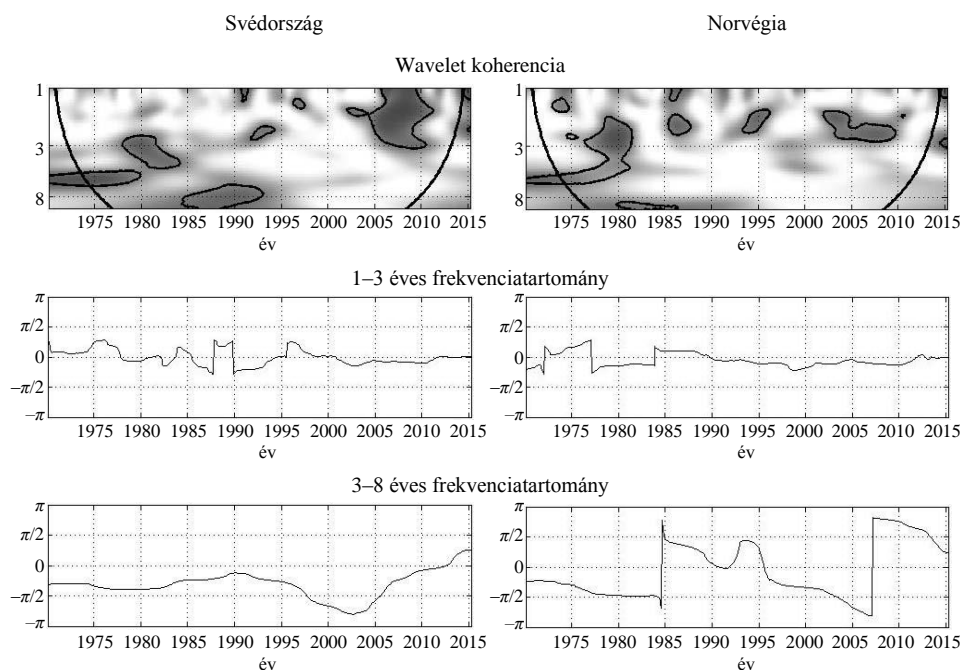 Svédország Norvégia
Wavelet koherencia
1 1
3 3
8 8
1975 1980 1985 1990 1995 2000 2005 2010 2015 1975 1980 1985 1990 1995 2000 2005 2010 2015
év év
1–3 éves frekvenciatartomány
π π
π/2 π/2
0 0
−π/2 −π/2
−π −π
1975 1980 1985 1990 1995 2000 2005 2010 2015 1975 1980 1985 1990 1995 2000 2005 2010 2015
év év
3–8 éves frekvenciatartomány
π π
π/2 π/2
0 0
−π/2 −π/2
−π −π
1975 1980 1985 1990 1995 2000 2005 2010 2015 1975 1980 1985 1990 1995 2000 2005 2010 2015
év év